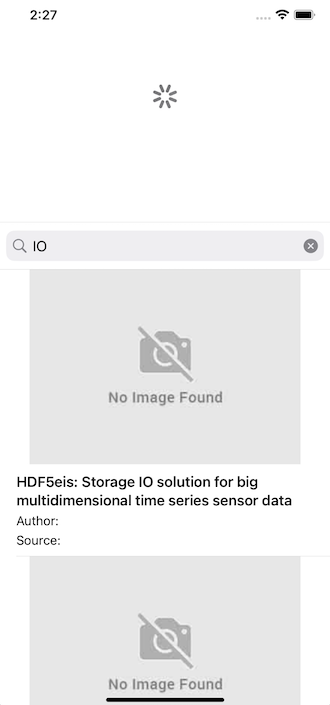 2:27
IO
No Image Found
HDF5eis: Storage IO solution for big
multidimensional time series sensor data
Author:
Source:
No Image Found